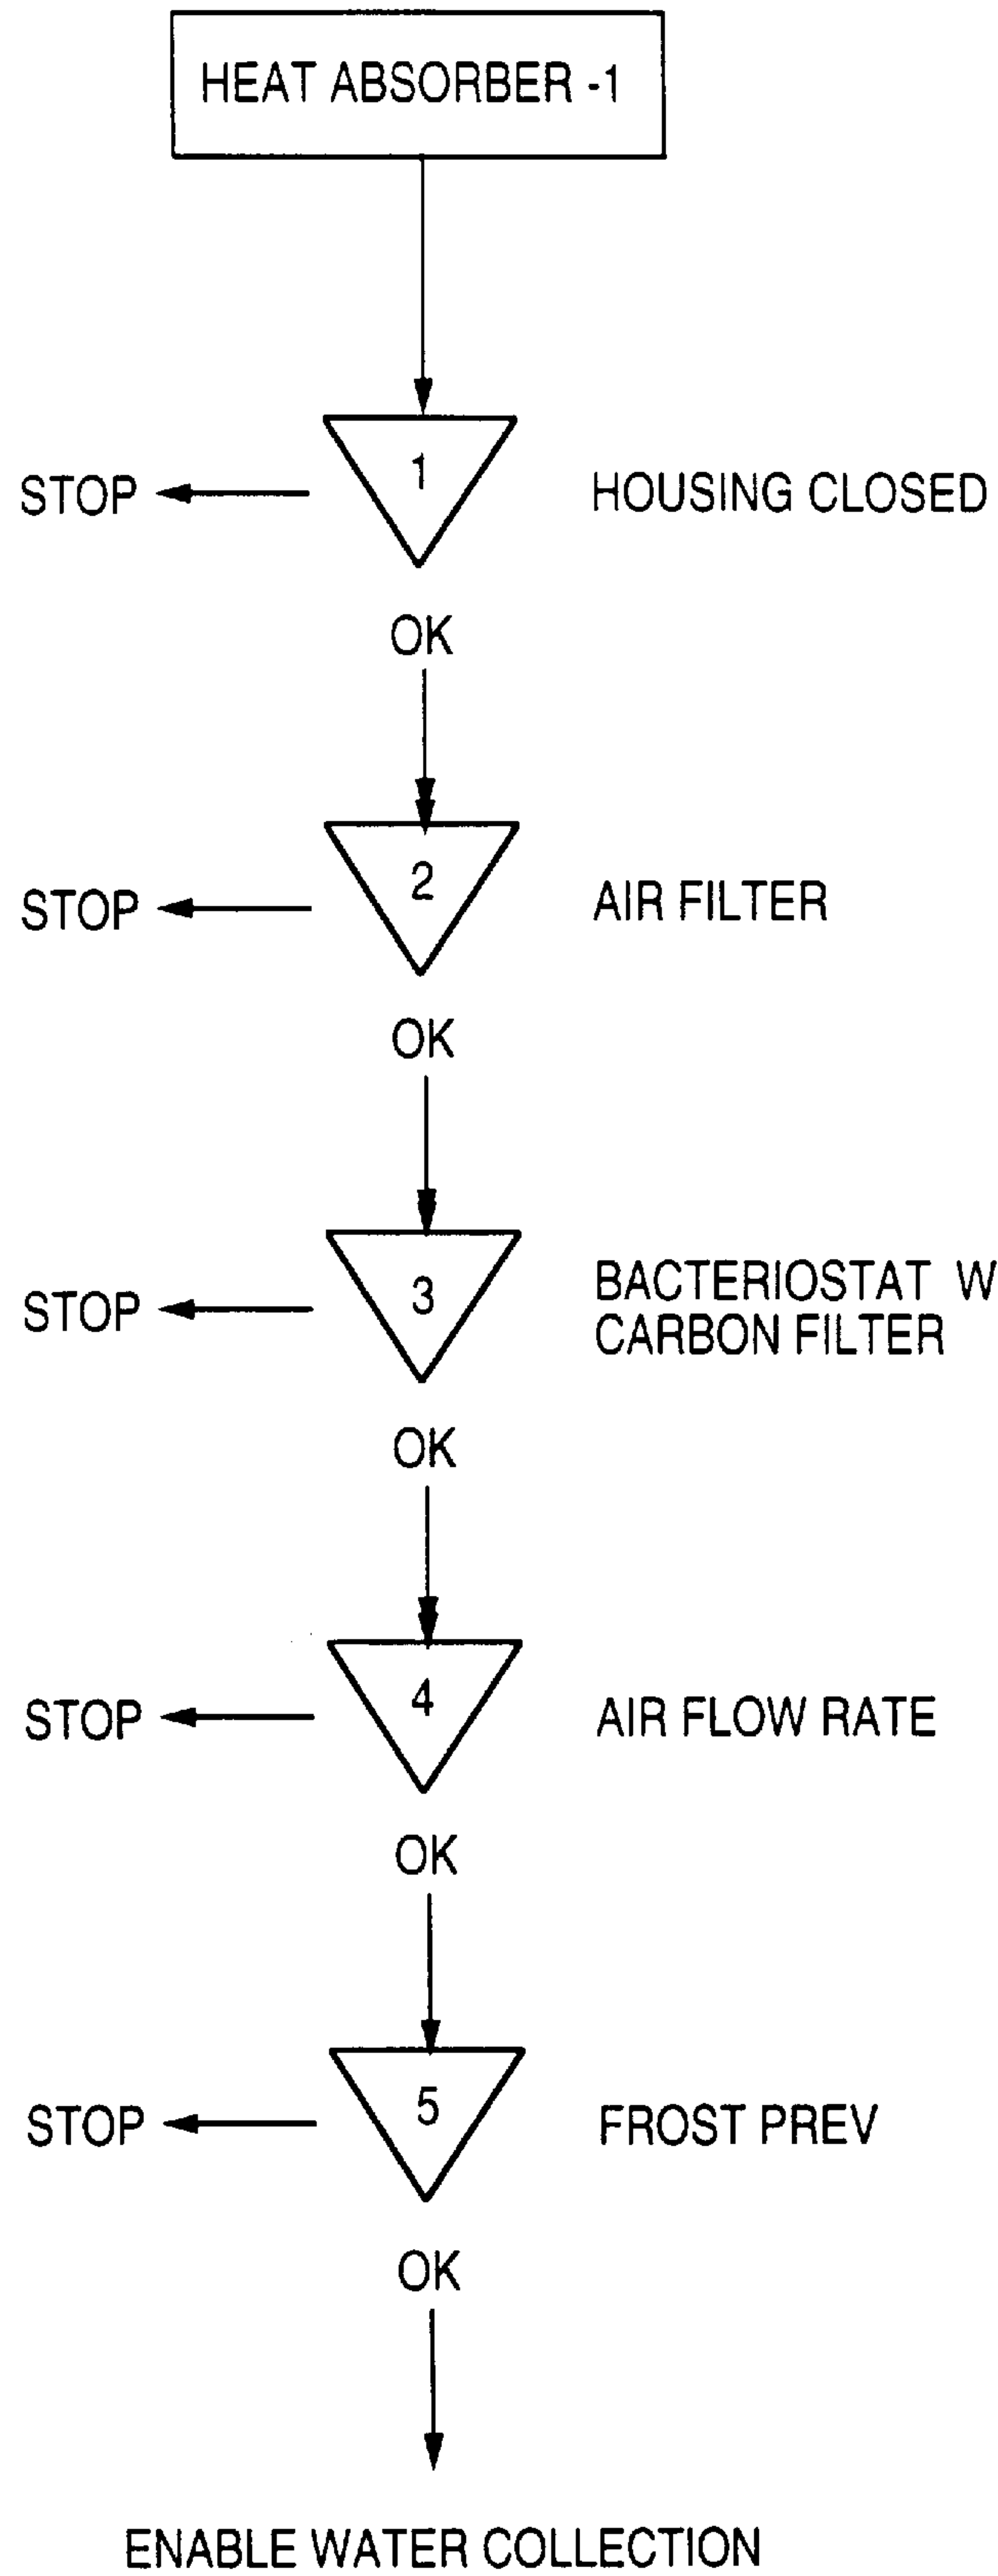 HEAT ABSORBER -1
1
STOP
HOUSING CLOSED
OK
2
STOP
AIR FILTER
OK
3
STOP
BACTERIOSTAT W
CARBON FILTER
OK
4
STOP
AIR FLOW RATE
OK
5
STOP
FROST PREV
OK
ENABLE WATER COLLECTION